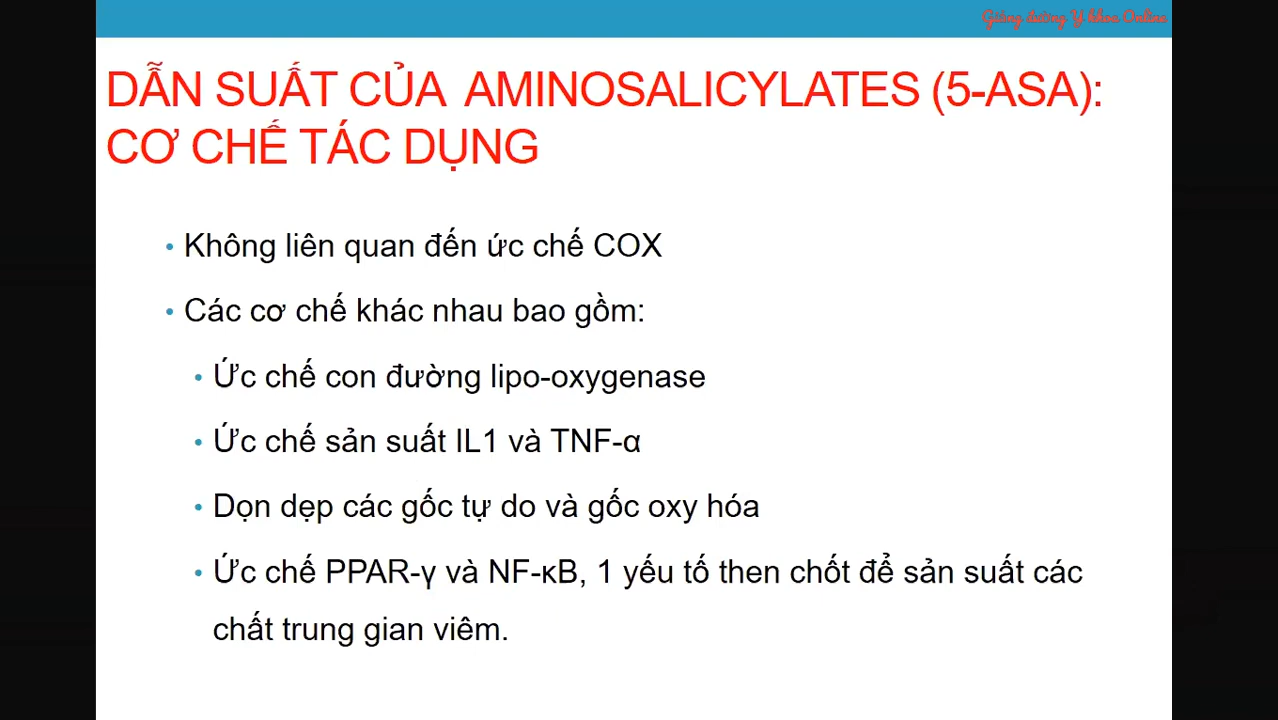 Giảng đường Y khoa Online
DẪN SUẤT CỦA AMINOSALICYLATES (5-ASA):
CƠ CHẾ TÁC DỤNG
• Không liên quan đến ức chế COX
• Các cơ chế khác nhau bao gồm:
• Ức chế con đường lipo-oxygenase
• Ức chế sản suất IL1 và TNF-α
• Dọn dẹp các gốc tự do và gốc oxy hóa
• Ức chế PPAR-γ và NF-κB, 1 yếu tố then chốt để sản suất các
chất trung gian viêm.